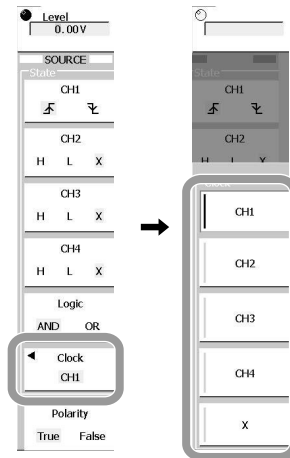 Level
0.00V
SOURCE
State
CH1
CH2
H L X
CH3
H L X
CH4
H L X
Logic
AND OR
Clock
CH1
Polarity
True False
State
CH1
CH2
H L X
Clock
CH1
CH2
CH3
CH4
X